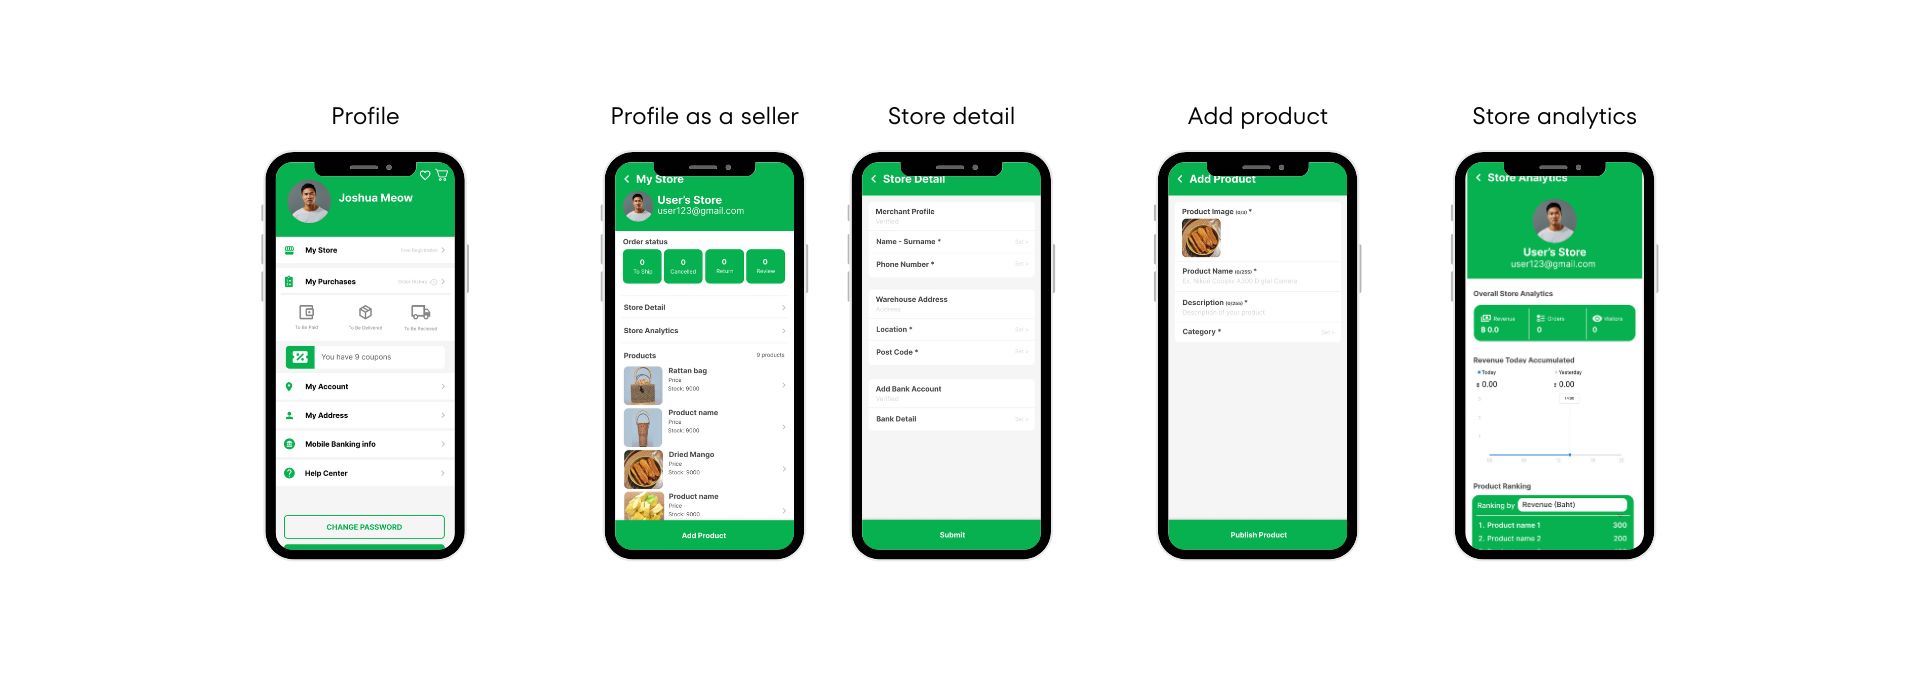 Profile
Joshua Meow
My Store
Free Registration
My Purchases
Order History
To Be Paid
To Be Delivered
To Be Recieved
You have 9 coupons
My Account
My Address
Mobile Banking info
Help Center
CHANGE PASSWORD
Profile as a seller
My Store
User's Store
user123@gmail.com
Order status
0 0 0 0
To Ship Cancelled Return Review
Store Detail
Store Analytics
Products 9 products
Rattan bag
Price
Stock: 9000
Product name
Price
Stock: 9000
Dried Mango
Price
Stock: 9000
Product name
Price
Stock: 9000
Add Product
Store detail
Store Detail
Merchant Profile
Verified
Name - Surname * Set >
Phone Number * Set >
Warehouse Address
Address
Location * Set >
Post Code * Set >
Add Bank Account
Verified
Bank Detail Set >
Submit
Add product
Add Product
Product Image *
Product Name (0/255) *
Ex. Nikon Coolpix A300 Digital Camera
Description (0/255) *
Description of your product
Category * Set >
Publish Product
Store analytics
Store Analytics
User's Store
user123@gmail.com
Overall Store Analytics
Revenue Orders Visitors
฿ 0.0 0 0
Revenue Today Accumulated
Today Yesterday
฿ 0.00 ฿ 0.00
Product Ranking
Ranking by Revenue (Baht)
1. Product name 1 300
2. Product name 2 200